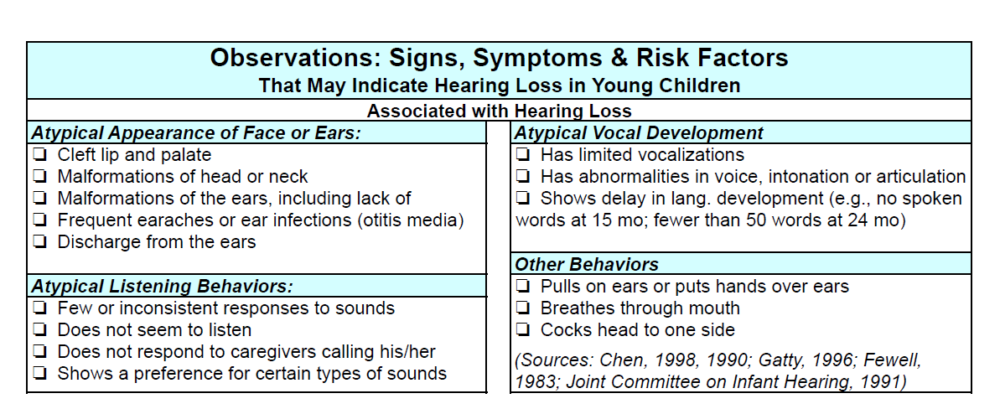 Observations: Signs, Symptoms & Risk Factors
That May Indicate Hearing Loss in Young Children
Associated with Hearing Loss
Atypical Appearance of Face or Ears:
❏ Cleft lip and palate
❏ Malformations of head or neck
❏ Malformations of the ears, including lack of
❏ Frequent earaches or ear infections (otitis media)
❏ Discharge from the ears
Atypical Listening Behaviors:
❏ Few or inconsistent responses to sounds
❏ Does not seem to listen
❏ Does not respond to caregivers calling his/her
❏ Shows a preference for certain types of sounds
Atypical Vocal Development
❏ Has limited vocalizations
❏ Has abnormalities in voice, intonation or articulation
❏ Shows delay in lang. development (e.g., no spoken
words at 15 mo; fewer than 50 words at 24 mo)
Other Behaviors
❏ Pulls on ears or puts hands over ears
❏ Breathes through mouth
❏ Cocks head to one side
(Sources: Chen, 1998, 1990; Gatty, 1996; Fewell,
1983; Joint Committee on Infant Hearing, 1991)